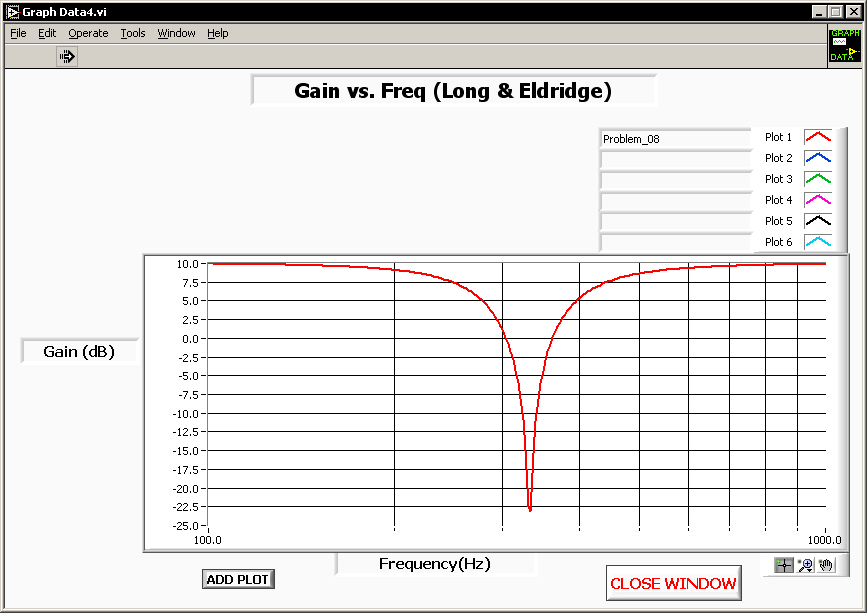 Graph Data4.vi
File Edit Operate Tools Window Help
GRAPH
DATA
Gain vs. Freq (Long & Eldridge)
Problem_08 Plot 1
Plot 2
Plot 3
Plot 4
Plot 5
Plot 6
Gain (dB)
10.0
7.5
5.0
2.5
0.0
-2.5
-5.0
-7.5
-10.0
-12.5
-15.0
-17.5
-20.0
-22.5
-25.0
100.0 1000.0
Frequency(Hz)
ADD PLOT
CLOSE WINDOW